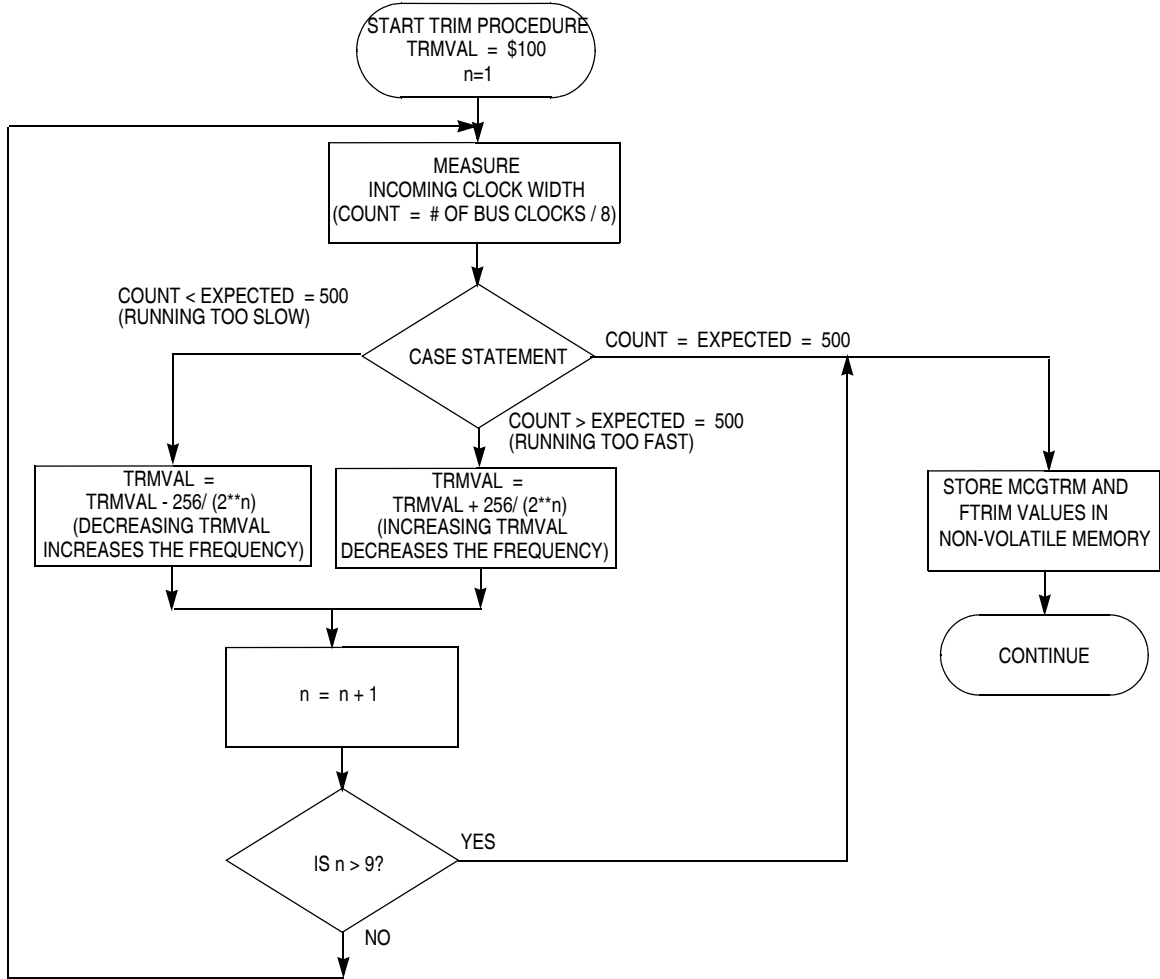 START TRIM PROCEDURE
TRMVAL = $100
n=1
MEASURE
INCOMING CLOCK WIDTH
(COUNT = # OF BUS CLOCKS / 8)
COUNT < EXPECTED = 500
(RUNNING TOO SLOW)
CASE STATEMENT
COUNT = EXPECTED = 500
COUNT > EXPECTED = 500
(RUNNING TOO FAST)
TRMVAL =
TRMVAL - 256/ (2**n)
(DECREASING TRMVAL
INCREASES THE FREQUENCY)
TRMVAL =
TRMVAL + 256/ (2**n)
(INCREASING TRMVAL
DECREASES THE FREQUENCY)
STORE MCGTRM AND
FTRIM VALUES IN
NON-VOLATILE MEMORY
CONTINUE
n = n + 1
IS n > 9?
YES
NO